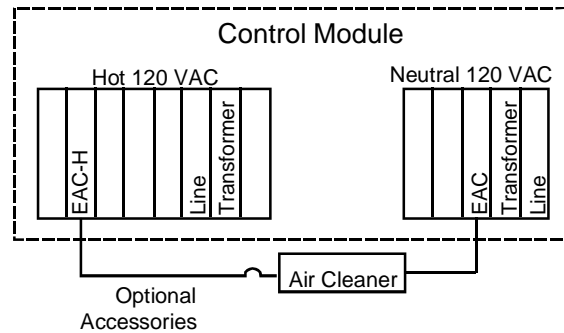 Control Module
Hot 120 VAC
Neutral 120 VAC
EAC-H
Line
Transformer
EAC
Transformer
Line
Air Cleaner
Optional
Accessories